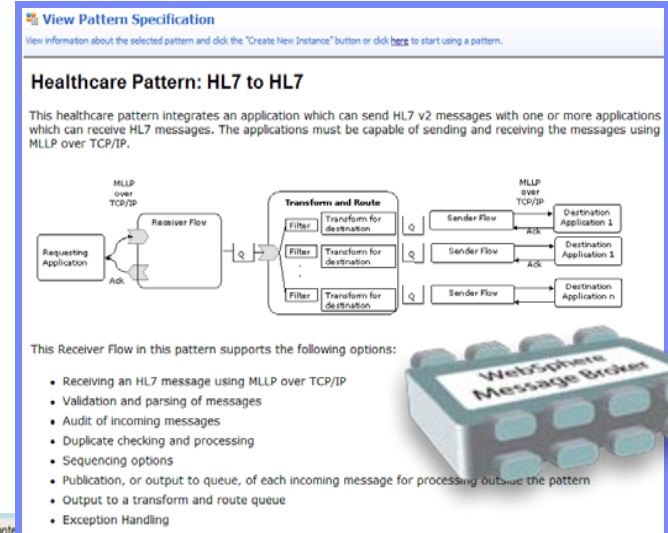 View Pattern Specification
View information about the selected pattern and click the "Create New Instance" button or click here to start using a pattern.
Healthcare Pattern: HL7 to HL7
This healthcare pattern integrates an application which can send HL7 v2 messages with one or more applications
which can receive HL7 messages. The applications must be capable of sending and receiving the messages using
MLLP over TCP/IP.
MLLP
over
TCP/IP
Requesting
Application
Ack
Receiver Flow
Q
Transform and Route
Filter
Transform for
destination
Q
Sender Flow
MLLP
over
TCP/IP
Ack
Destination
Application 1
Filter
Transform for
destination
Q
Sender Flow
Ack
Destination
Application 1
Filter
Transform for
destination
Q
Sender Flow
Destination
Application n
This Receiver Flow in this pattern supports the following options:
• Receiving an HL7 message using MLLP over TCP/IP
• Validation and parsing of messages
• Audit of incoming messages
• Duplicate checking and processing
• Sequencing options
• Publication, or output to queue, of each incoming message for processing outside the pattern
• Output to a transform and route queue
• Exception Handling
WebSphere
Message Broker